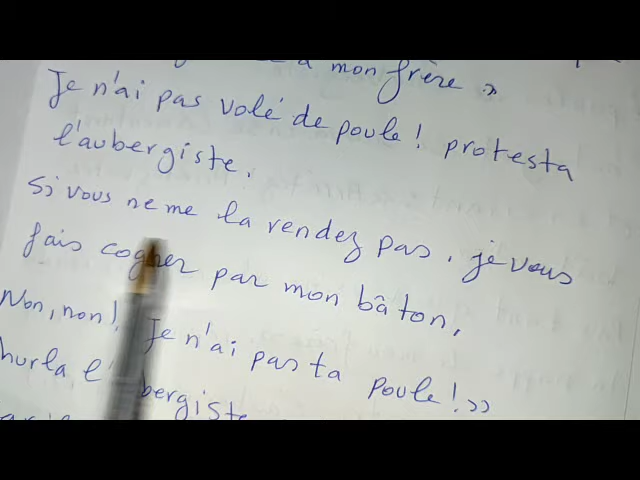 à mon frère »
Je n'ai pas volé de poule! protesta
l'aubergiste.
Si vous ne me la rendez pas, je vous
fais cogner par mon bâton.
Non, non! Je n'ai pas ta poule!»
hurla l'aubergiste